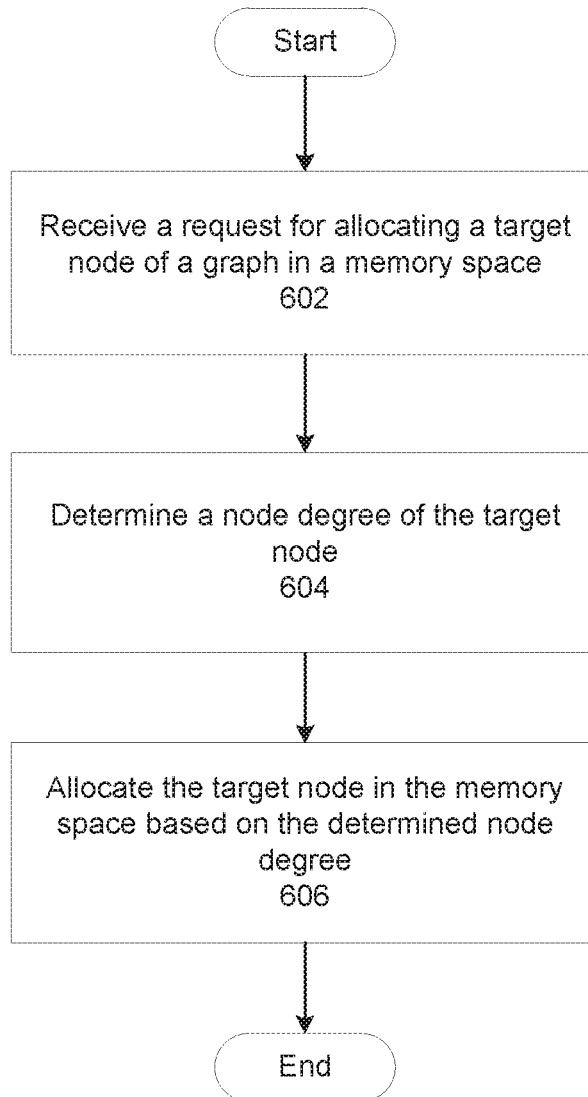 Start
Receive a request for allocating a target
node of a graph in a memory space
602
Determine a node degree of the target
node
604
Allocate the target node in the memory
space based on the determined node
degree
606
End